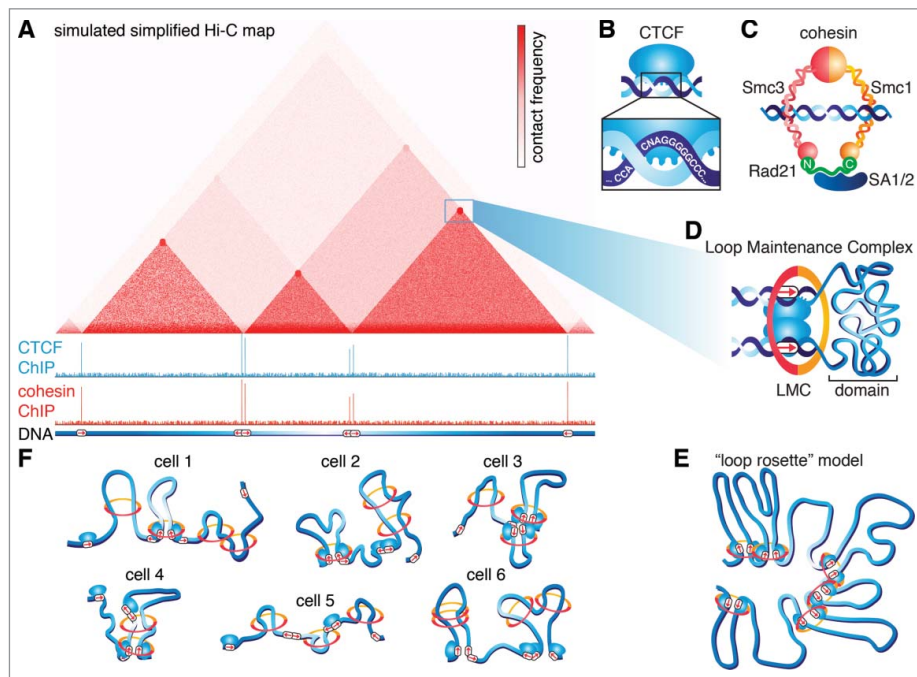 A simulated simplified Hi-C map
contact frequency
CTCF
ChIP
cohesin
ChIP
DNA
B
CTCF
CNAGGGGGCCC...
...CCA
C
cohesin
Smc3
Smc1
Rad21
N
C
SA1/2
D
Loop Maintenance Complex
LMC
domain
F
cell 1
cell 2
cell 3
cell 4
cell 5
cell 6
E
"loop rosette" model